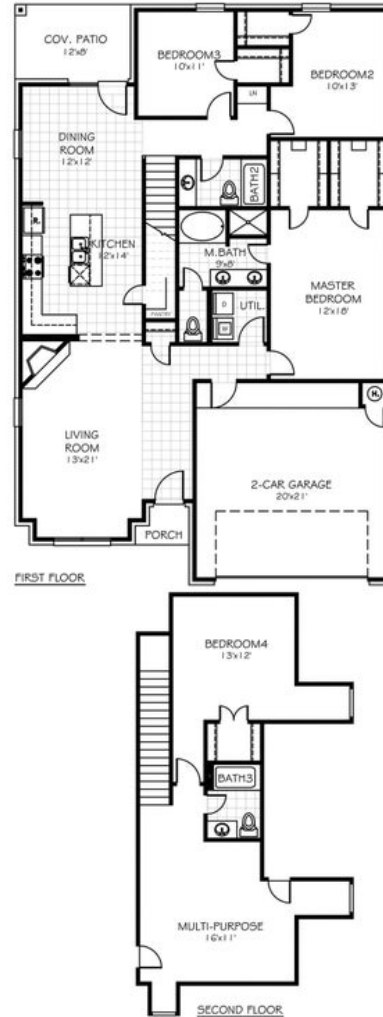 COV. PATIO
12'x8'
BEDROOM3
10'x11'
BEDROOM2
10'x13'
LN
DINING
ROOM
12'x12'
BATH2
R.
KITCHEN
12'x14'
M.BATH
9'x8'
MASTER
BEDROOM
12'x18'
D
UTIL.
W
PANTRY
H.
LIVING
ROOM
13'x21'
2-CAR GARAGE
20'x21'
PORCH
FIRST FLOOR
BEDROOM4
13'x12'
BATH3
MULTI-PURPOSE
16'x11'
SECOND FLOOR